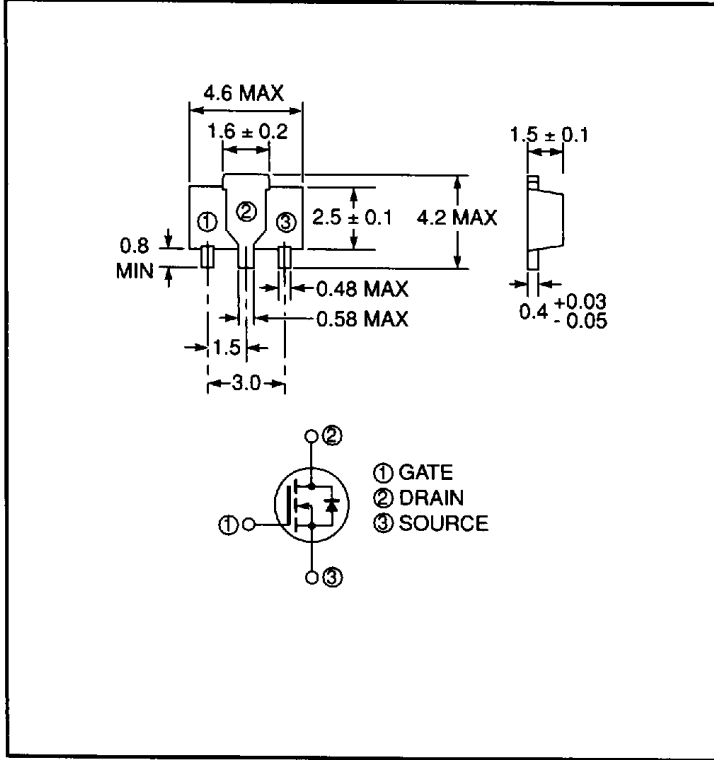 4.6 MAX
1.6 ± 0.2
1.5 ± 0.1
① ② ③
2.5 ± 0.1
4.2 MAX
0.8
MIN
0.48 MAX
0.58 MAX
0.4 +0.03
- 0.05
1.5
3.0
②
① GATE
② DRAIN
③ SOURCE
①
③